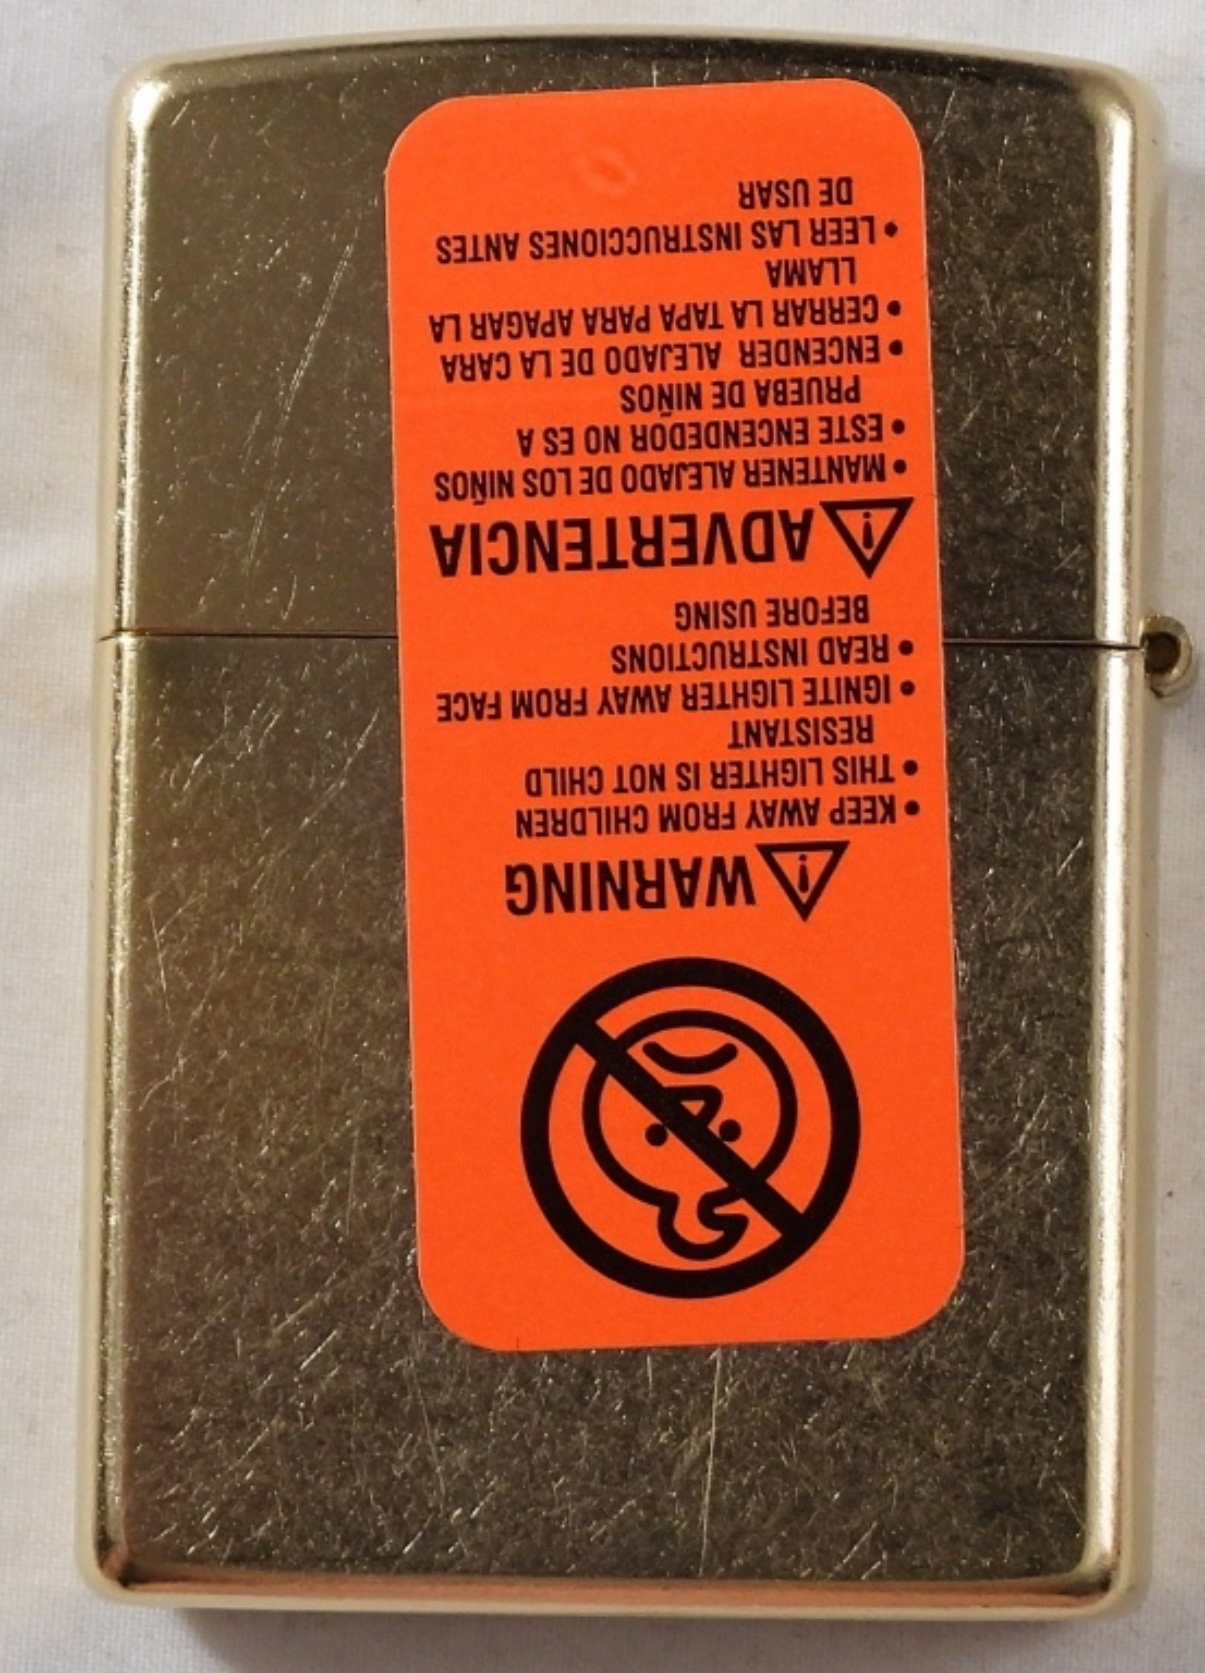 WARNING
• KEEP AWAY FROM CHILDREN
• THIS LIGHTER IS NOT CHILD
RESISTANT
• IGNITE LIGHTER AWAY FROM FACE
• READ INSTRUCTIONS
BEFORE USING
ADVERTENCIA
• MANTENER ALEJADO DE LOS NIÑOS
• ESTE ENCENDEDOR NO ES A
PRUEBA DE NIÑOS
• ENCENDER ALEJADO DE LA CARA
• CERRAR LA TAPA PARA APAGAR LA
LLAMA
• LEER LAS INSTRUCCIONES ANTES
DE USAR